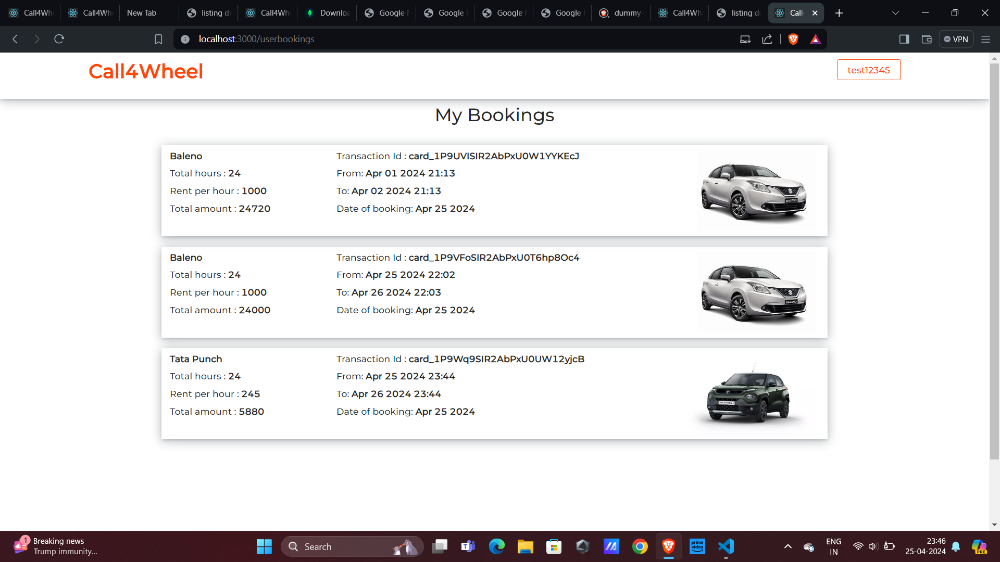 Call4Wh
Call4Wh
New Tab
listing di
Call4Wh
Downloa
Google
Google
Google
Google
dummy
Call4Wh
listing di
Call
localhost:3000/userbookings
VPN
Call4Wheel
test12345
My Bookings
Baleno
Total hours : 24
Rent per hour : 1000
Total amount : 24720
Transaction Id : card_1P9UVISIR2AbPxU0W1YYKEcJ
From: Apr 01 2024 21:13
To: Apr 02 2024 21:13
Date of booking: Apr 25 2024
BALENO
Baleno
Total hours : 24
Rent per hour : 1000
Total amount : 24000
Transaction Id : card_1P9VFoSIR2AbPxU0T6hp8Oc4
From: Apr 25 2024 22:02
To: Apr 26 2024 22:03
Date of booking: Apr 25 2024
BALENO
Tata Punch
Total hours : 24
Rent per hour : 245
Total amount : 5880
Transaction Id : card_1P9Wq9SIR2AbPxU0UW12yjcB
From: Apr 25 2024 23:44
To: Apr 26 2024 23:44
Date of booking: Apr 25 2024
PUNCH
1
Breaking news
Trump immunity...
Search
prime video
ENG
IN
23:46
25-04-2024
PRE